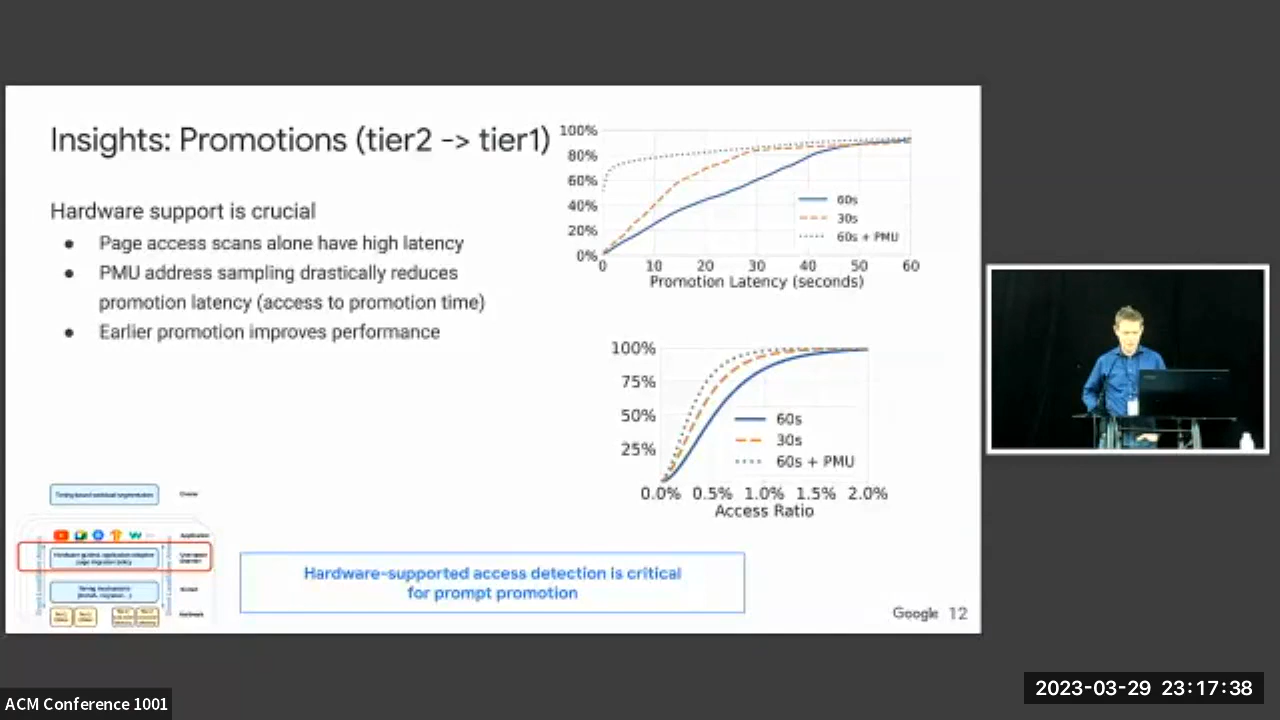 Insights: Promotions (tier2 -> tier1)
Hardware support is crucial
● Page access scans alone have high latency
● PMU address sampling drastically reduces
promotion latency (access to promotion time)
● Earlier promotion improves performance
100%
80%
60%
40%
20%
0%
0 10 20 30 40 50 60
Promotion Latency (seconds)
60s
30s
60s + PMU
100%
75%
50%
25%
0.0% 0.5% 1.0% 1.5% 2.0%
Access Ratio
60s
30s
60s + PMU
Application
Hardware-supported access detection is critical
for prompt promotion
Google 12
ACM Conference 1001
2023-03-29 23:17:38